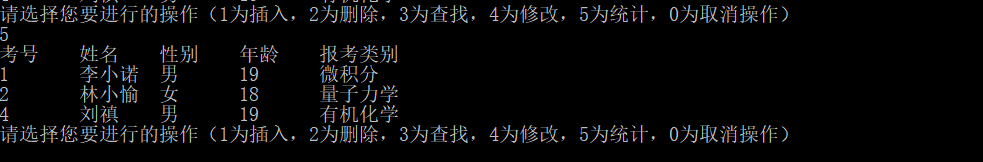 请选择您要进行的操作（1为插入，2为删除，3为查找，4为修改，5为统计，0为取消操作）
5
考号 姓名 性别 年龄 报考类别
1 李小诺 男 19 微积分
2 林小愉 女 18 量子力学
4 刘禛 男 19 有机化学
请选择您要进行的操作（1为插入，2为删除，3为查找，4为修改，5为统计，0为取消操作）